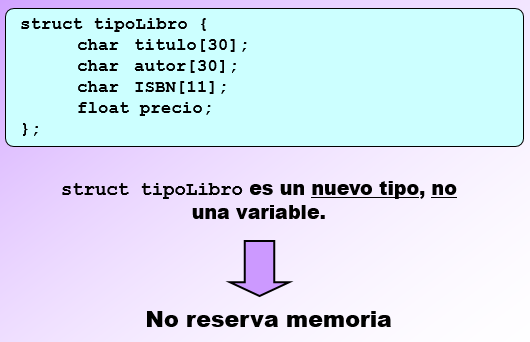 struct tipoLibro {
char titulo[30];
char autor[30];
char ISBN[11];
float precio;
};
struct tipoLibro es un nuevo tipo, no
una variable.
No reserva memoria